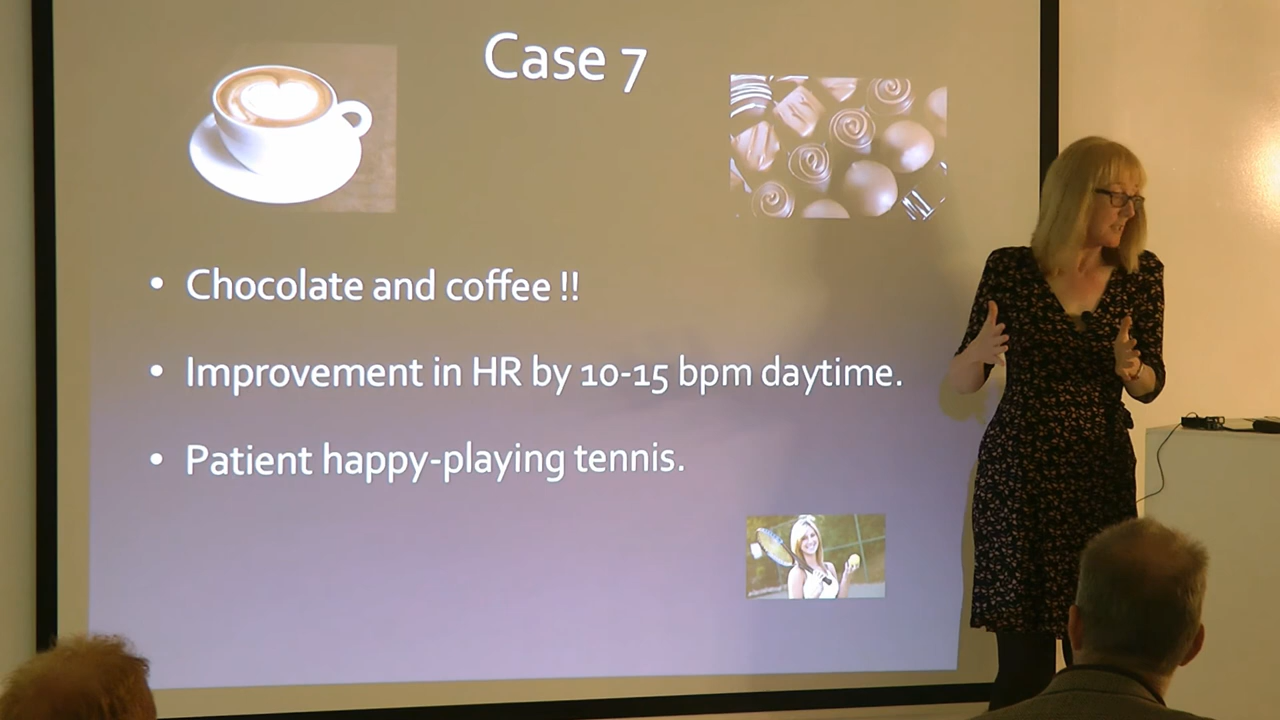 Case 7
• Chocolate and coffee !!
• Improvement in HR by 10-15 bpm daytime.
• Patient happy-playing tennis.